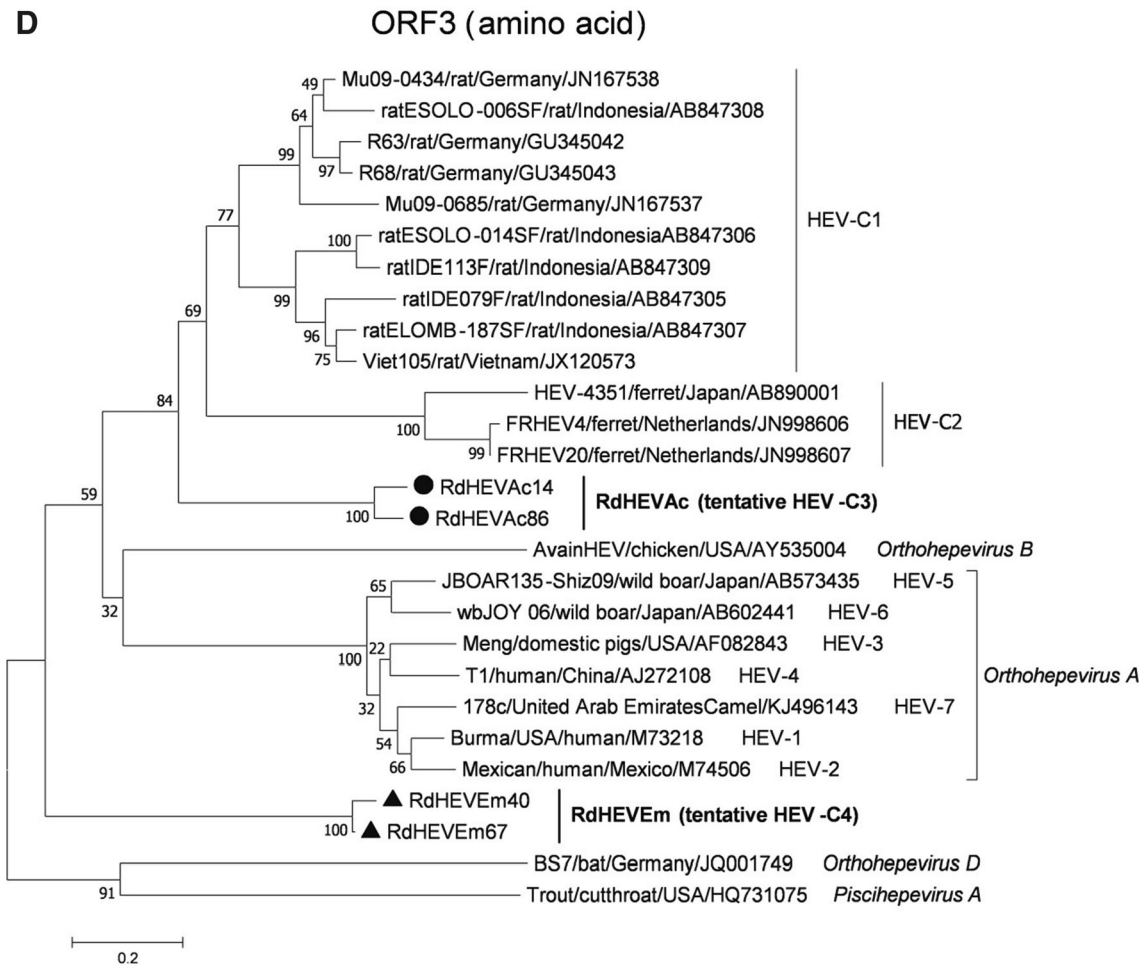 D
ORF3 (amino acid)
49 Mu09-0434/rat/Germany/JN167538
ratESOLO-006SF/rat/Indonesia/AB847308
64
R63/rat/Germany/GU345042
99
97 R68/rat/Germany/GU345043
Mu09-0685/rat/Germany/JN167537
77
HEV-C1
100 ratESOLO-014SF/rat/IndonesiaAB847306
ratIDE113F/rat/Indonesia/AB847309
99
ratIDE079F/rat/Indonesia/AB847305
69
96
ratELOMB-187SF/rat/Indonesia/AB847307
75 Viet105/rat/Vietnam/JX120573
HEV-4351/ferret/Japan/AB890001
84
100
FRHEV4/ferret/Netherlands/JN998606
HEV-C2
99 FRHEV20/ferret/Netherlands/JN998607
RdHEVAc14
59
RdHEVAc (tentative HEV-C3)
100 RdHEVAc86
AvainHEV/chicken/USA/AY535004 Orthohepevirus B
65 JBOAR135-Shiz09/wild boar/Japan/AB573435 HEV-5
32
wbJOY 06/wild boar/Japan/AB602441 HEV-6
22 Meng/domestic pigs/USA/AF082843 HEV-3
100
T1/human/China/AJ272108 HEV-4
Orthohepevirus A
32
178c/United Arab EmiratesCamel/KJ496143 HEV-7
54
Burma/USA/human/M73218 HEV-1
66 Mexican/human/Mexico/M74506 HEV-2
RdHEVEm40
RdHEVEm (tentative HEV-C4)
100 RdHEVEm67
BS7/bat/Germany/JQ001749 Orthohepevirus D
91
Trout/cutthroat/USA/HQ731075 Piscihepevirus A
0.2